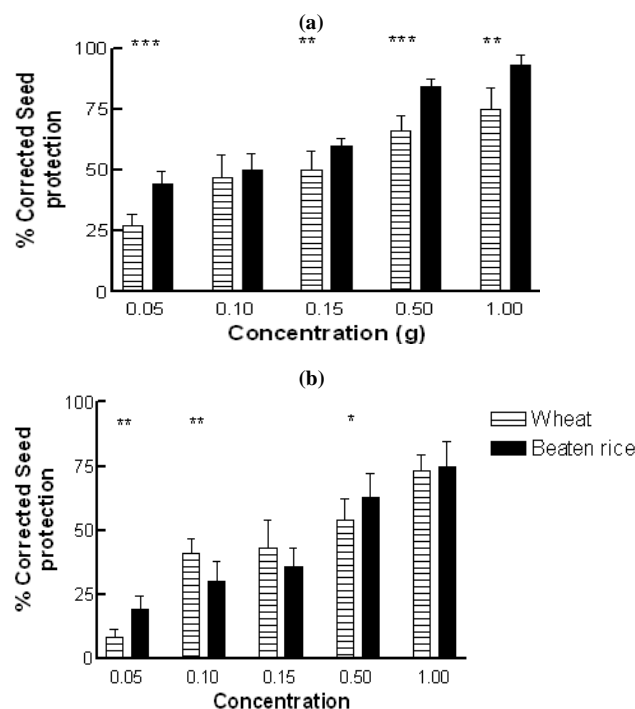 (a)
*** ** *** **
100
75
50
25
0
% Corrected Seed
protection
0.05 0.10 0.15 0.50 1.00
Concentration (g)
(b)
** ** *
100
75
50
25
0
% Corrected Seed
protection
0.05 0.10 0.15 0.50 1.00
Concentration
Wheat
Beaten rice